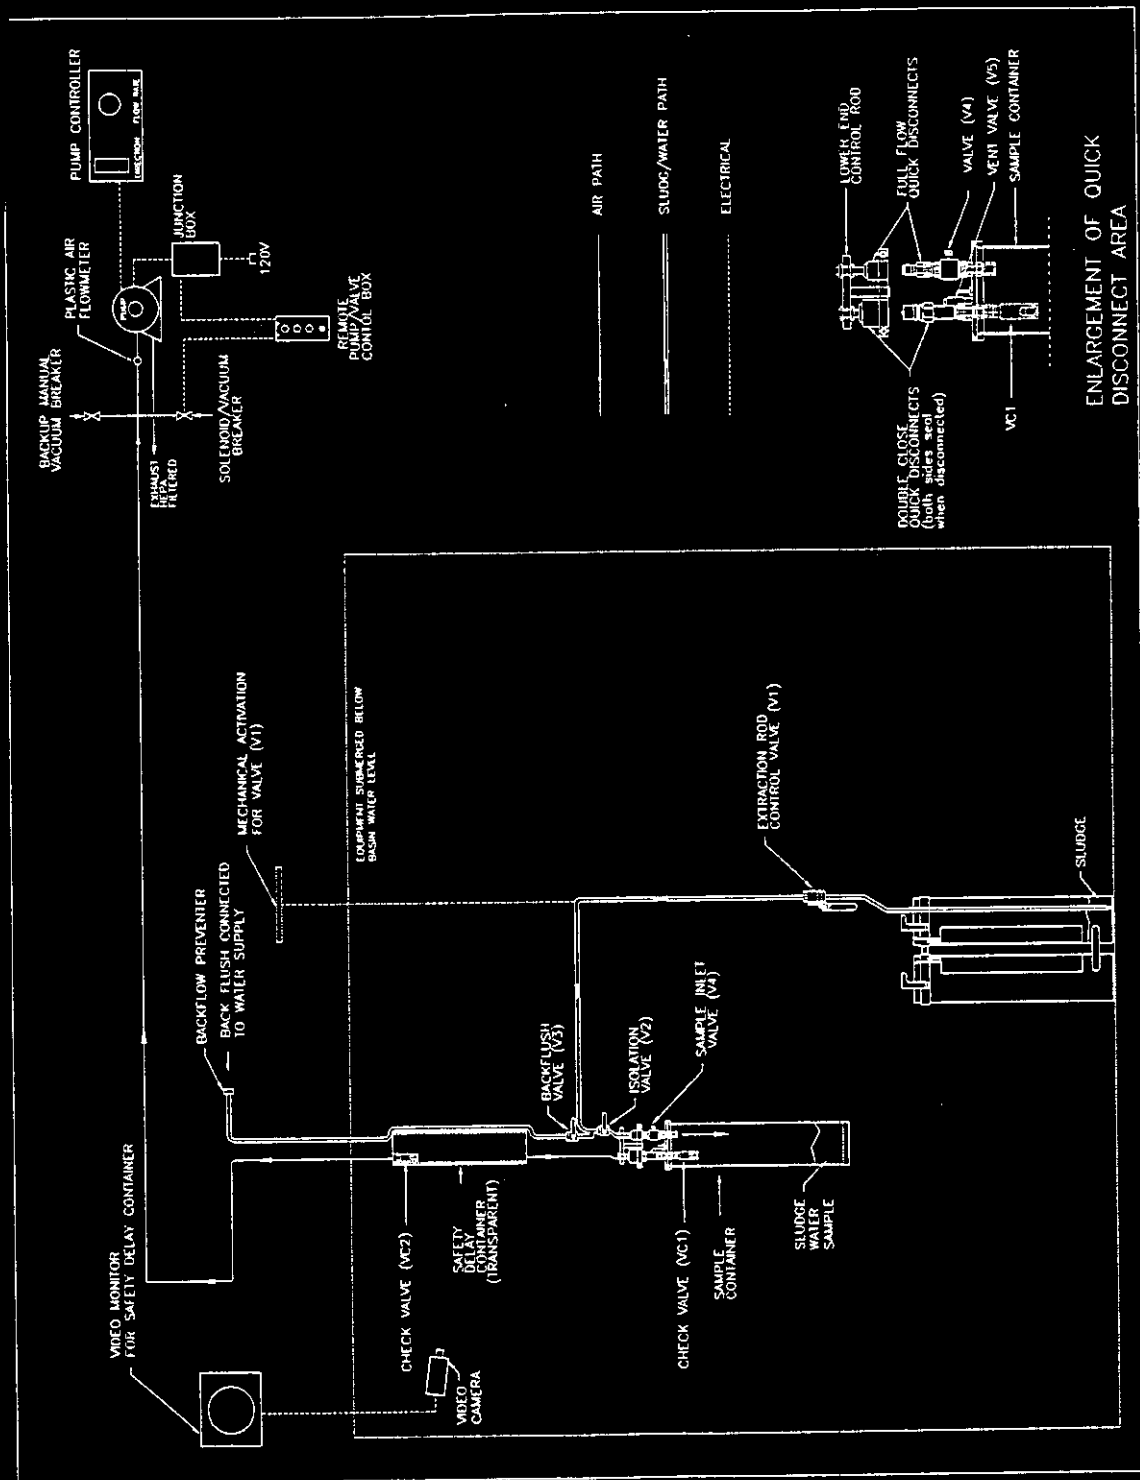 VIDEO MONITOR
FOR SAFETY DELAY CONTAINER
BACKFLOW PREVENTER
BACK FLUSH CONNECTED
TO WATER SUPPLY
MECHANICAL ACTIVATION
FOR VALVE (V1)
BACKUP MANUAL
VACUUM BREAKER
PLASTIC AIR
FLOWMETER
PUMP CONTROLLER
DIRECTION
FLOW RATE
PUMP
JUNCTION
BOX
120V
EXHAUST
HEPA
FILTERED
SOLENOID/VACUUM
BREAKER
REMOTE
PUMP/VALVE
CONTOL BOX
EQUIPMENT SUBMERGED BELOW
BASIN WATER LEVEL
CHECK VALVE (VC2)
VIDEO
CAMERA
SAFETY
DELAY
CONTAINER
(TRANSPARENT)
BACKFLUSH
VALVE (V3)
ISOLATION
VALVE (V2)
SAMPLE INLET
VALVE (V4)
CHECK VALVE (VC1)
SAMPLE
CONTAINER
SLUDGE
WATER
SAMPLE
EXTRACTION ROD
CONTROL VALVE (V1)
SLUDGE
AIR PATH
SLUDG/WATER PATH
ELECTRICAL
LOWER END
CONTROL ROD
FULL FLOW
QUICK DISCONNECTS
VALVE (V4)
VENT VALVE (V5)
SAMPLE CONTAINER
DOUBLE CLOSE
QUICK DISCONNECTS
(both sides seal
when disconnected)
VC1
ENLARGEMENT OF QUICK
DISCONNECT AREA